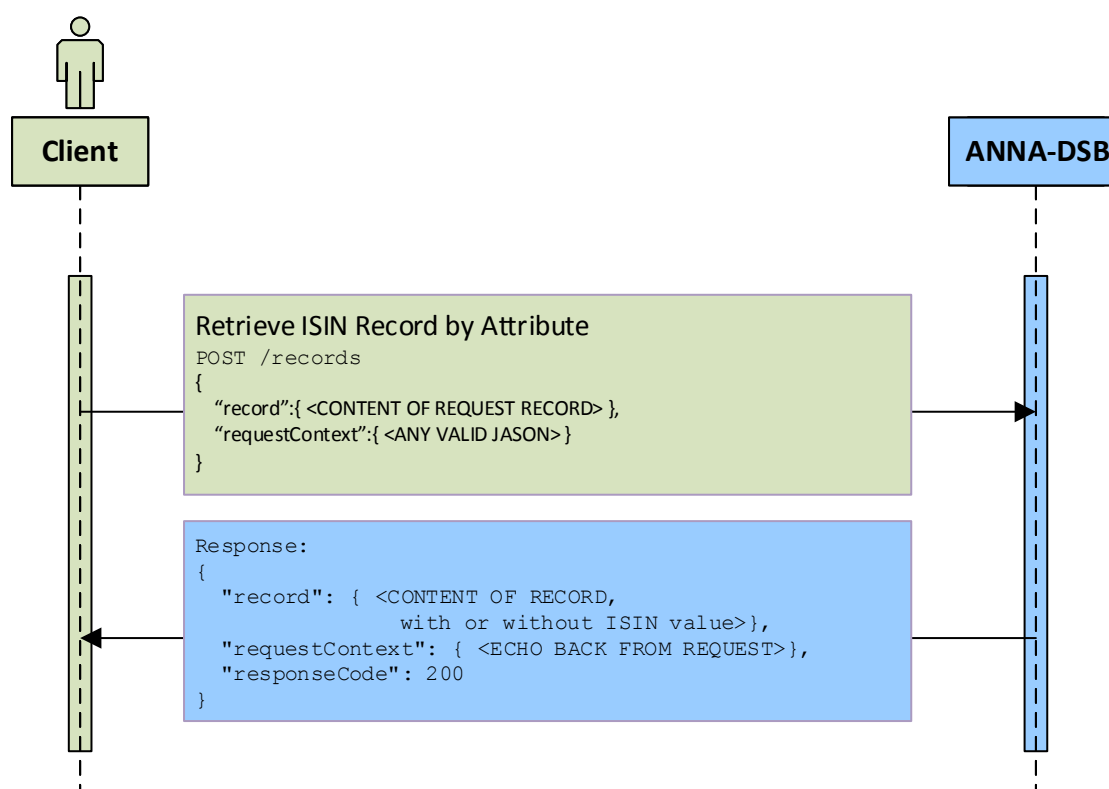 Client
ANNA-DSB
Retrieve ISIN Record by Attribute
POST /records
{
“record”:{ <CONTENT OF REQUEST RECORD> },
“requestContext”:{ <ANY VALID JASON> }
}
Response:
{
"record": { <CONTENT OF RECORD,
with or without ISIN value>},
"requestContext": { <ECHO BACK FROM REQUEST>},
"responseCode": 200
}